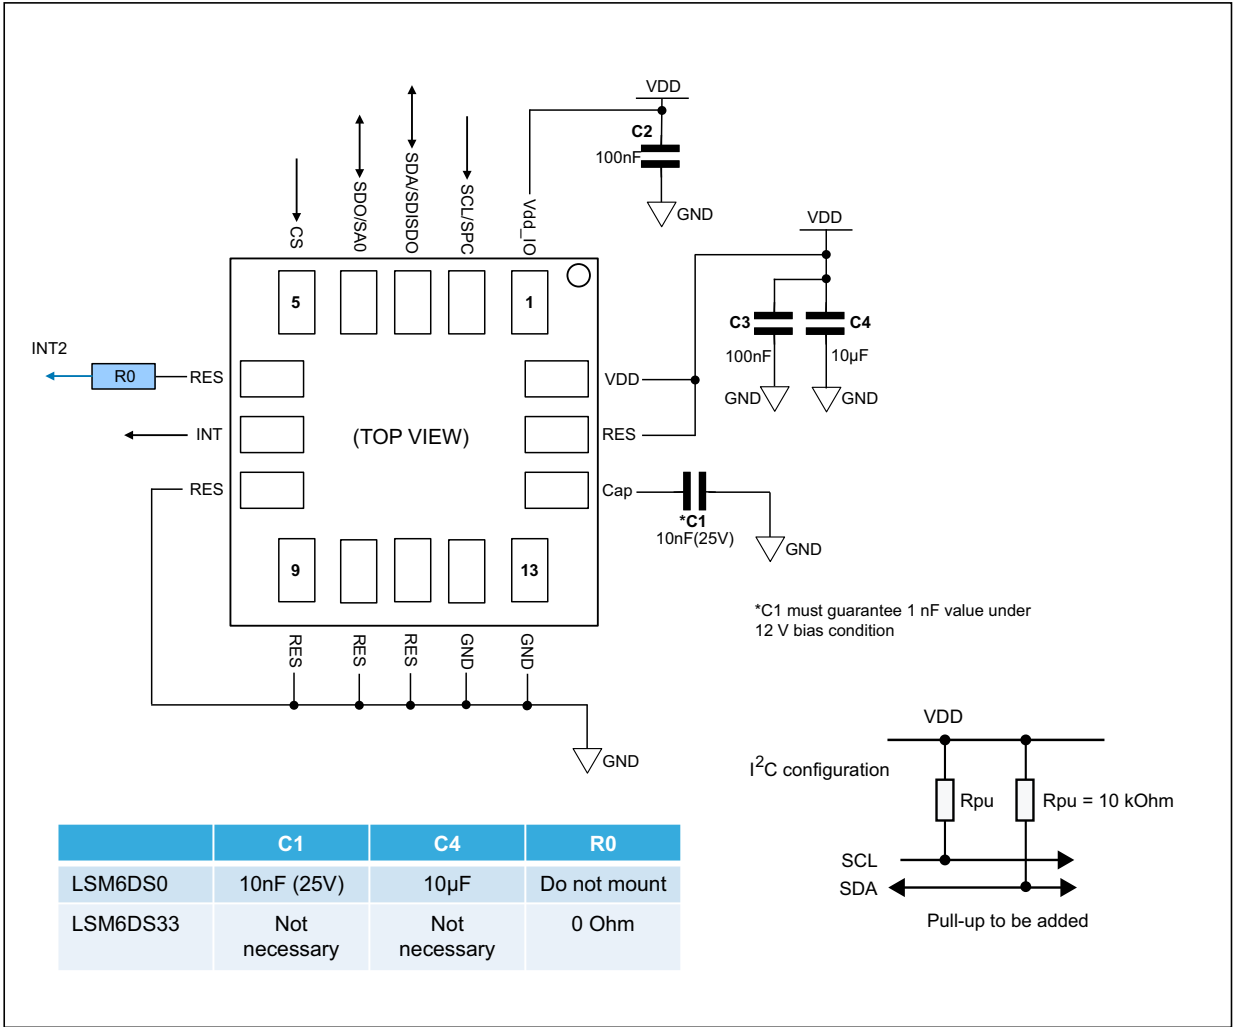 VDD
C2
100nF
GND
CS
SDO/SA0
SDA/SDISDO
SCL/SPC
Vdd_IO
VDD
C3
C4
100nF
10µF
GND
GND
5
1
INT2
R0
RES
INT
RES
(TOP VIEW)
VDD
RES
Cap
*C1
10nF(25V)
GND
9
13
RES
RES
RES
GND
GND
GND
*C1 must guarantee 1 nF value under
12 V bias condition
VDD
I2C configuration
Rpu
Rpu = 10 kOhm
SCL
SDA
Pull-up to be added
C1 C4 R0
LSM6DS0 10nF (25V) 10µF Do not mount
LSM6DS33 Not necessary Not necessary 0 Ohm